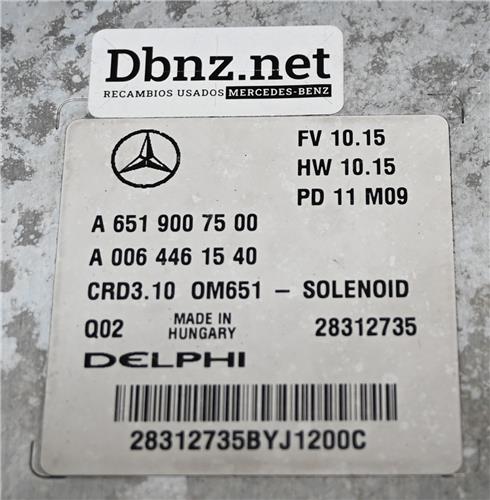 Dbnz.net
RECAMBIOS USADOS MERCEDES-BENZ
FV 10.15
HW 10.15
PD 11 M09
A 651 900 75 00
A 006 446 15 40
CRD3.10 OM651 - SOLENOID
Q02 MADE IN HUNGARY 28312735
DELPHI
28312735BYJ1200C